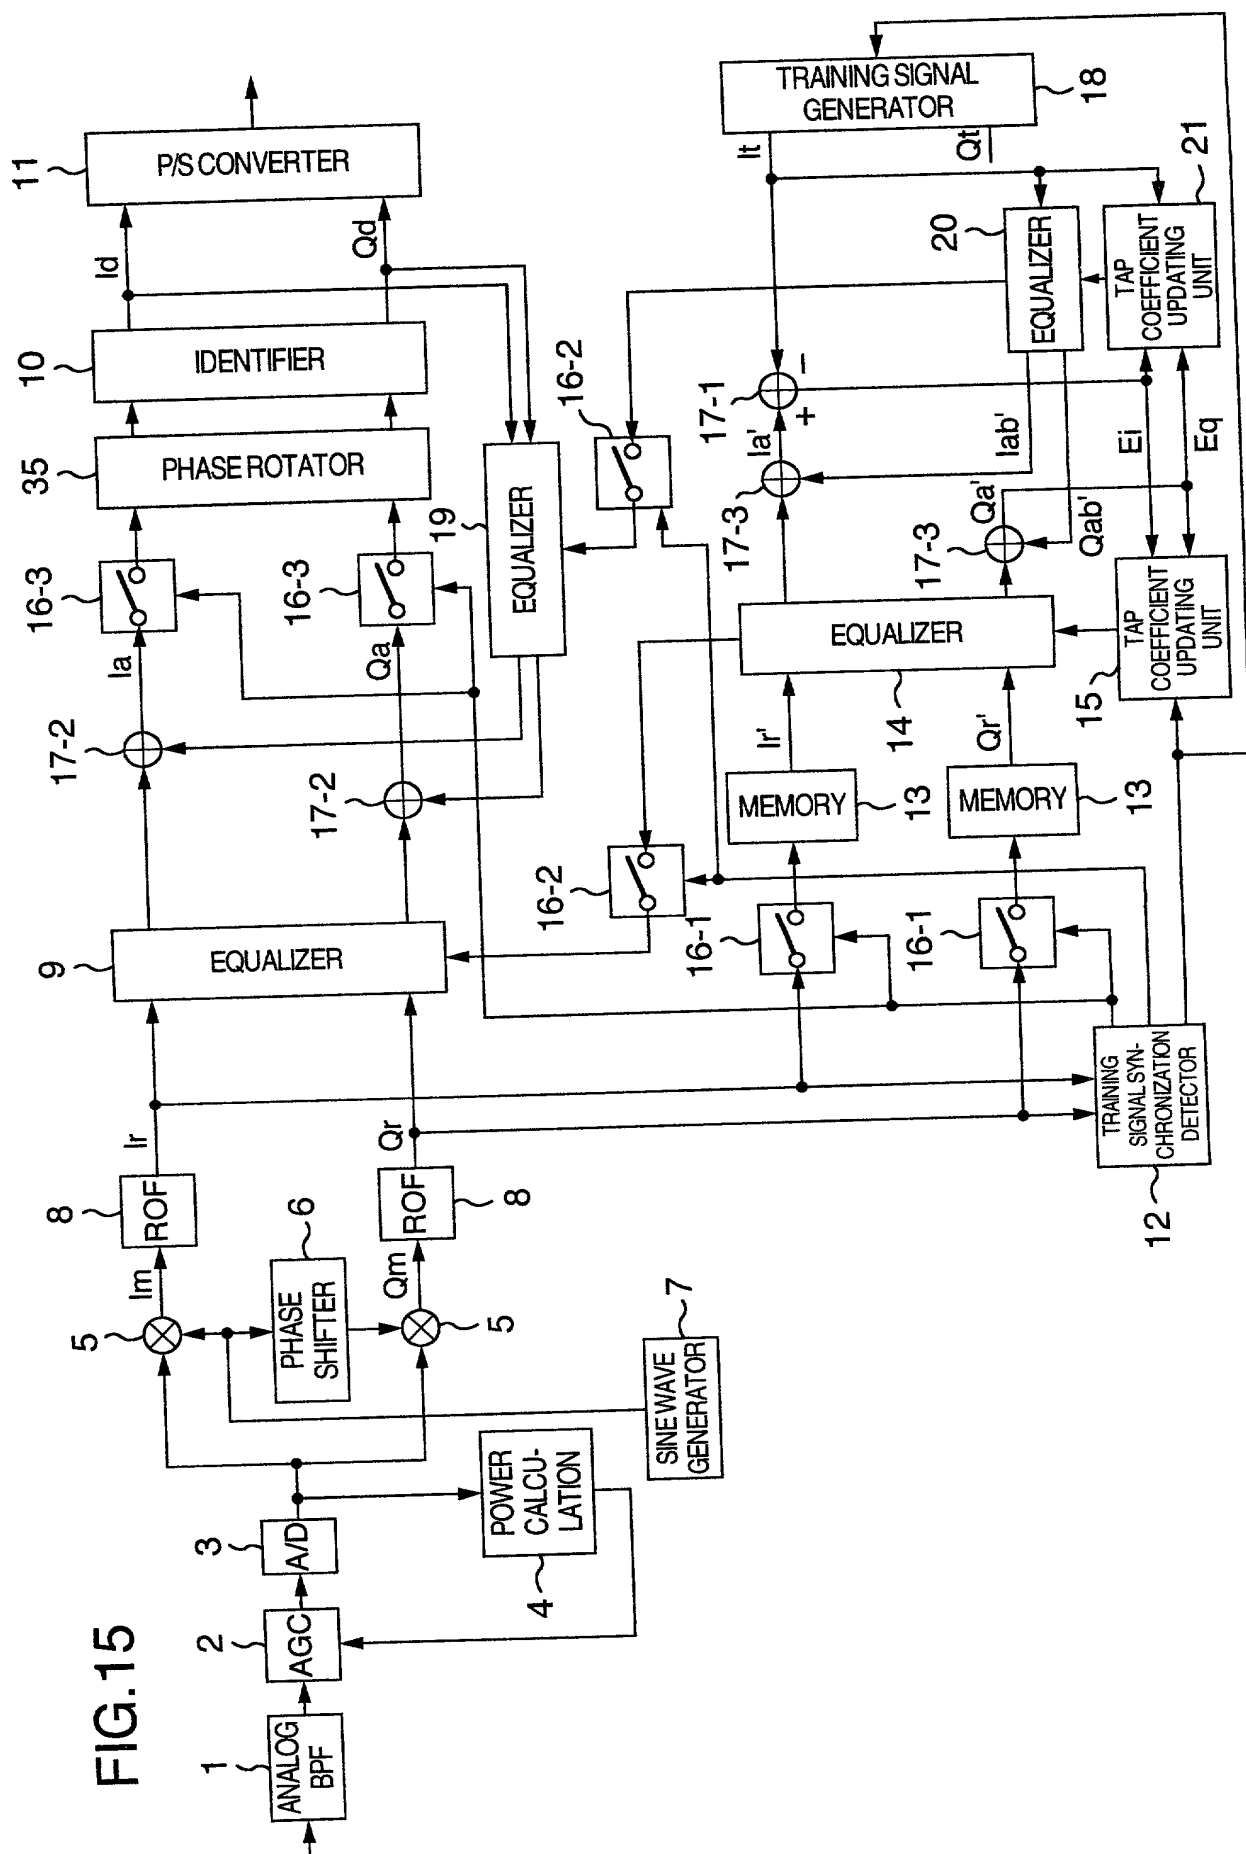 FIG.15
1
ANALOG
BPF
2
AGC
3
A/D
4
POWER
CALCU-
LATION
5
5
6
PHASE
SHIFTER
7
SINE WAVE
GENERATOR
Im
Qm
8
ROF
8
ROF
Ir
Qr
9
EQUALIZER
17-2
17-2
Ia
Qa
16-3
16-3
35
PHASE ROTATOR
10
IDENTIFIER
Id
Qd
11
P/S CONVERTER
19
EQUALIZER
16-2
16-2
12
TRAINING
SIGNAL SYN-
CHRONIZATION
DETECTOR
16-1
16-1
MEMORY
13
MEMORY
13
Ir'
Qr'
14
EQUALIZER
15
TAP
COEFFICIENT
UPDATING
UNIT
17-3
17-3
Ia'
Qa'
Iab'
Qab'
17-1
+
−
Ei
Eq
20
EQUALIZER
21
TAP
COEFFICIENT
UPDATING
UNIT
It
Qt
TRAINING SIGNAL
GENERATOR
18